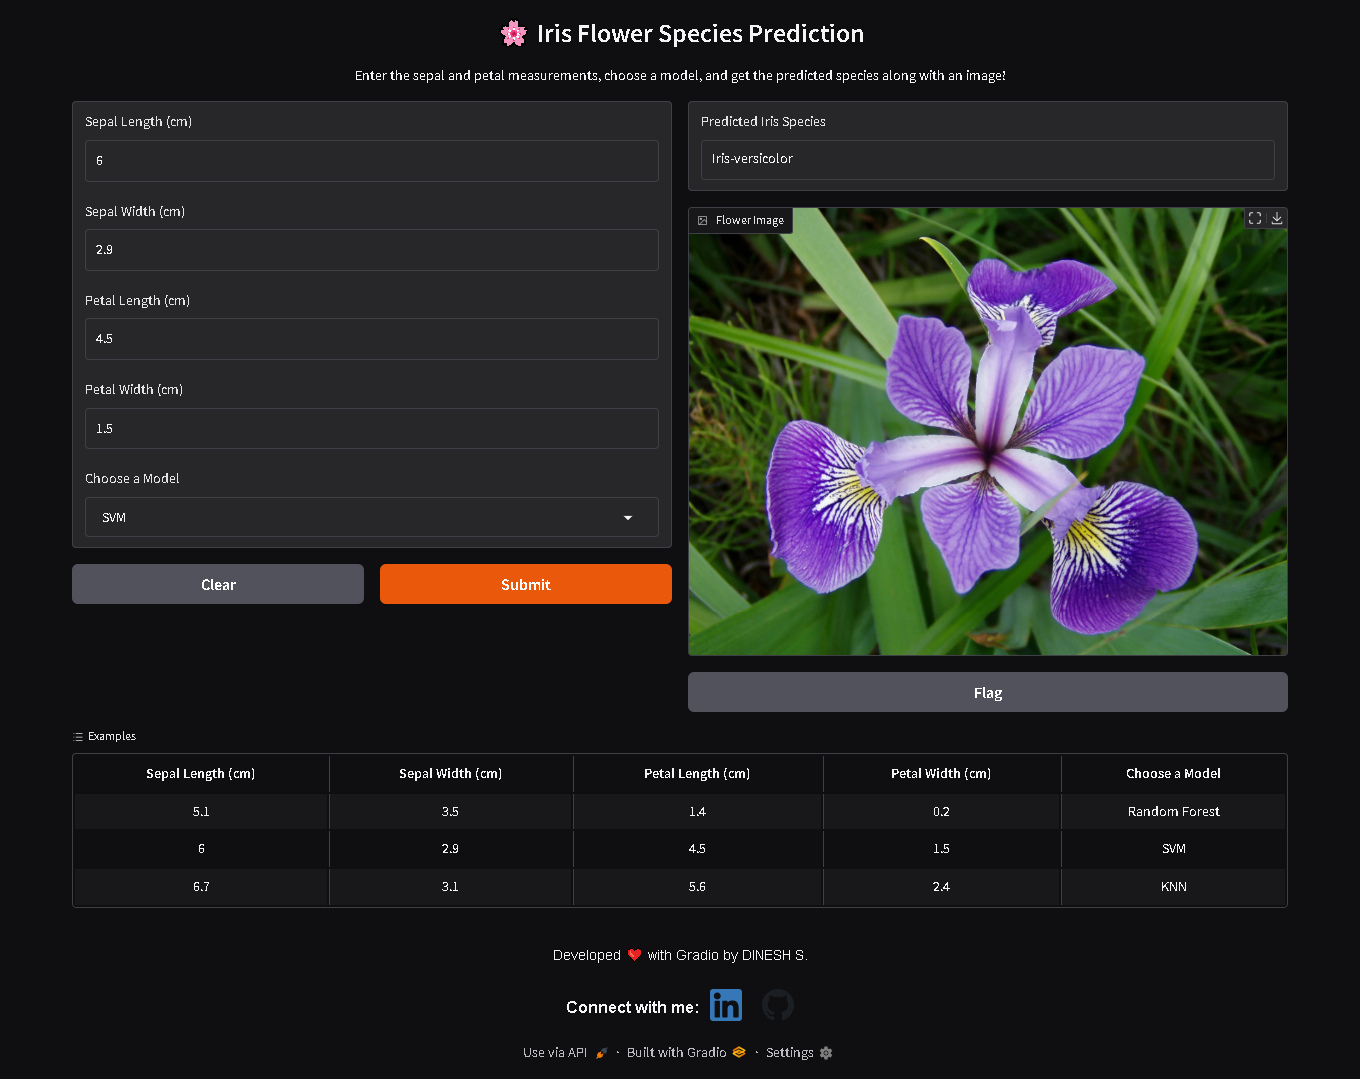 🌸 Iris Flower Species Prediction
Enter the sepal and petal measurements, choose a model, and get the predicted species along with an image!
Sepal Length (cm)
6
Sepal Width (cm)
2.9
Petal Length (cm)
4.5
Petal Width (cm)
1.5
Choose a Model
SVM
Clear Submit
Predicted Iris Species
Iris-versicolor
Flower Image
Flag
Examples
Sepal Length (cm) Sepal Width (cm) Petal Length (cm) Petal Width (cm) Choose a Model
5.1 3.5 1.4 0.2 Random Forest
6 2.9 4.5 1.5 SVM
6.7 3.1 5.6 2.4 KNN
Developed ❤️ with Gradio by DINESH S.
Connect with me: in
Use via API 🚀 · Built with Gradio · Settings ⚙️